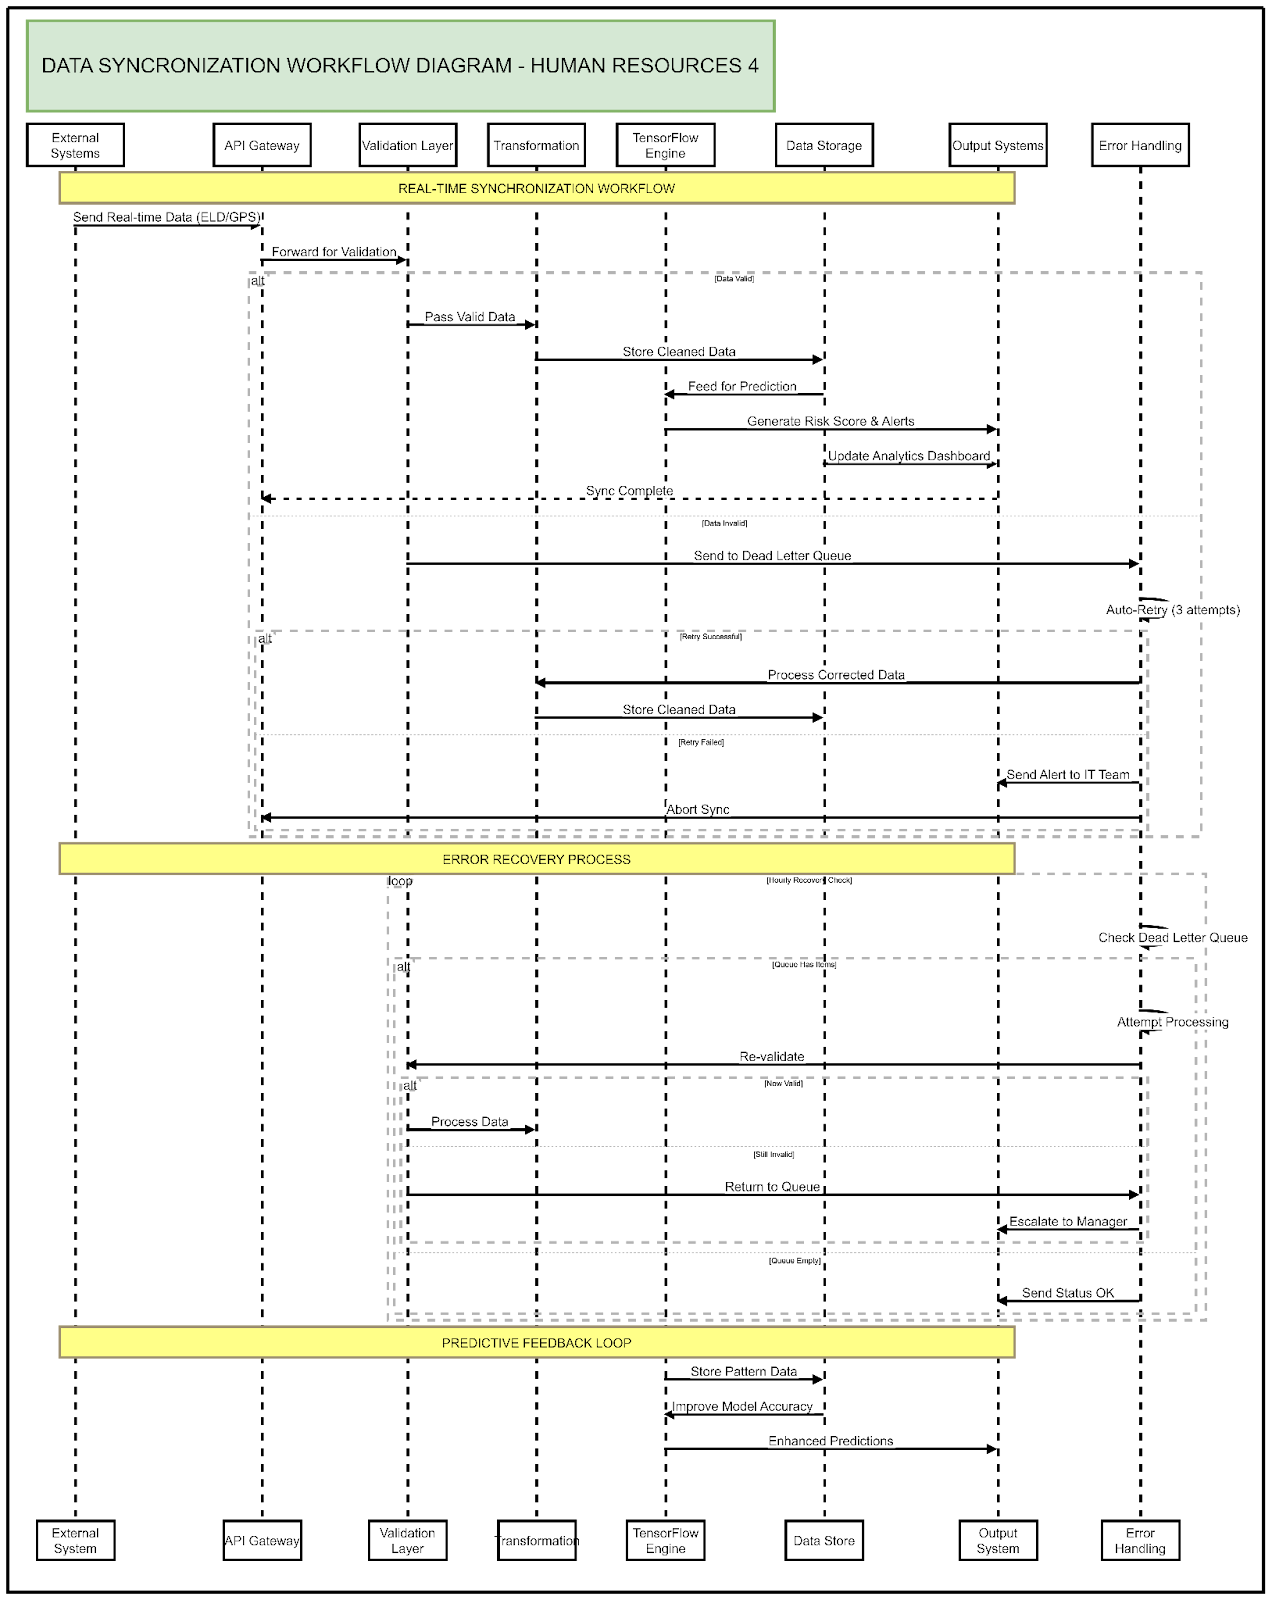 DATA SYNCRONIZATION WORKFLOW DIAGRAM - HUMAN RESOURCES 4
External
Systems
API Gateway
Validation Layer
Transformation
TensorFlow
Engine
Data Storage
Output Systems
Error Handling
REAL-TIME SYNCHRONIZATION WORKFLOW
Send Real-time Data (ELD/GPS)
Forward for Validation
alt
[Data Valid]
Pass Valid Data
Store Cleaned Data
Feed for Prediction
Generate Risk Score & Alerts
Update Analytics Dashboard
Sync Complete
[Data Invalid]
Send to Dead Letter Queue
Auto-Retry (3 attempts)
alt
[Retry Successful]
Process Corrected Data
Store Cleaned Data
[Retry Failed]
Send Alert to IT Team
Abort Sync
ERROR RECOVERY PROCESS
loop
[Hourly Recovery Check]
Check Dead Letter Queue
alt
[Queue Has Items]
Attempt Processing
Re-validate
alt
[Now Valid]
Process Data
[Still Invalid]
Return to Queue
Escalate to Manager
[Queue Empty]
Send Status OK
PREDICTIVE FEEDBACK LOOP
Store Pattern Data
Improve Model Accuracy
Enhanced Predictions
External
System
API Gateway
Validation
Layer
Transformation
TensorFlow
Engine
Data Store
Output
System
Error
Handling